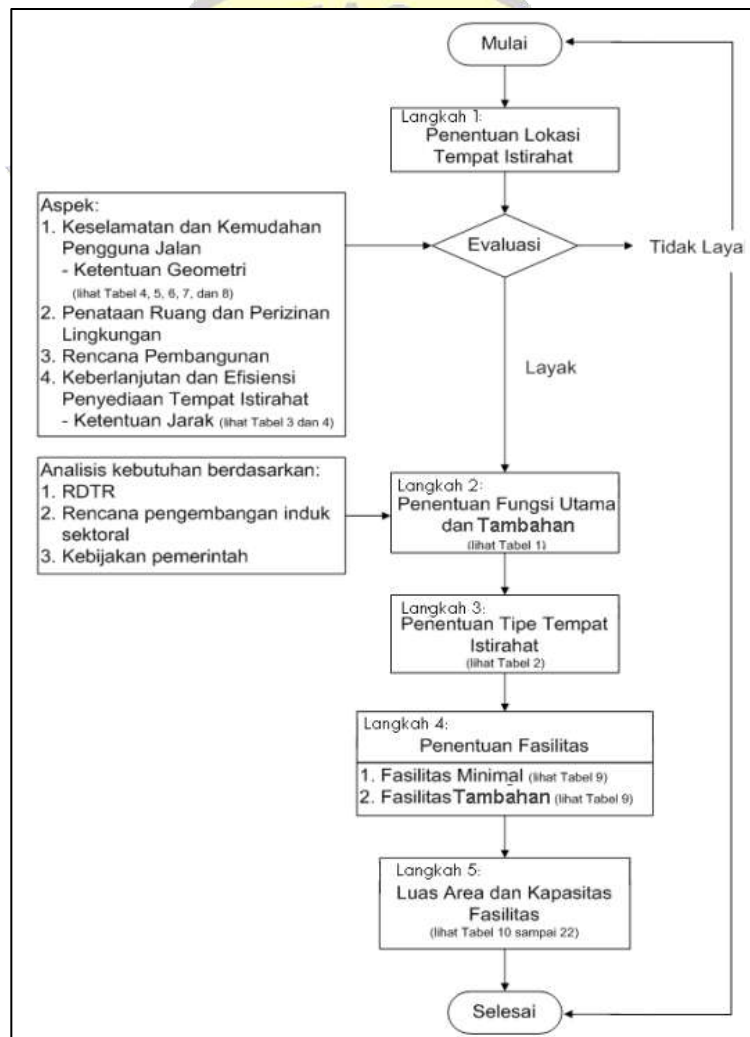 Mulai
Langkah 1:
Penentuan Lokasi
Tempat Istirahat
Aspek:
1. Keselamatan dan Kemudahan
Pengguna Jalan
- Ketentuan Geometri
(lihat Tabel 4, 5, 6, 7, dan 8)
2. Penataan Ruang dan Perizinan
Lingkungan
3. Rencana Pembangunan
4. Keberlanjutan dan Efisiensi
Penyediaan Tempat Istirahat
- Ketentuan Jarak (lihat Tabel 3 dan 4)
Evaluasi
Tidak Laya
Layak
Analisis kebutuhan berdasarkan:
1. RDTR
2. Rencana pengembangan induk
sektoral
3. Kebijakan pemerintah
Langkah 2:
Penentuan Fungsi Utama
dan Tambahan
(lihat Tabel 1)
Langkah 3:
Penentuan Tipe Tempat
Istirahat
(lihat Tabel 2)
Langkah 4:
Penentuan Fasilitas
1. Fasilitas Minimal (lihat Tabel 9)
2. Fasilitas Tambahan (lihat Tabel 9)
Langkah 5:
Luas Area dan Kapasitas
Fasilitas
(lihat Tabel 10 sampai 22)
Selesai